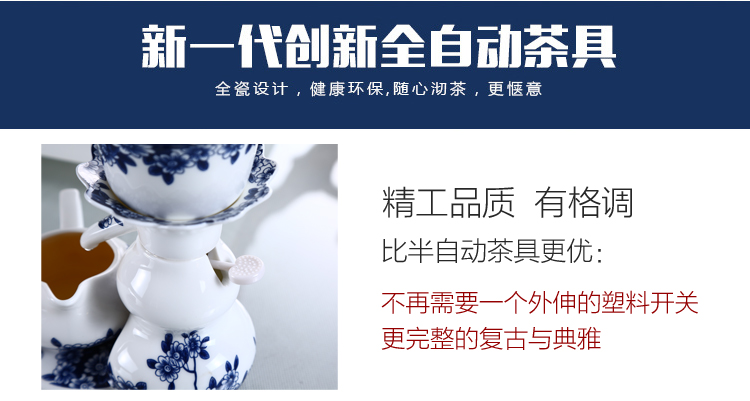 新一代创新全自动茶具
全瓷设计，健康环保,随心沏茶，更惬意
精工品质 有格调
比半自动茶具更优：
不再需要一个外伸的塑料开关
更完整的复古与典雅